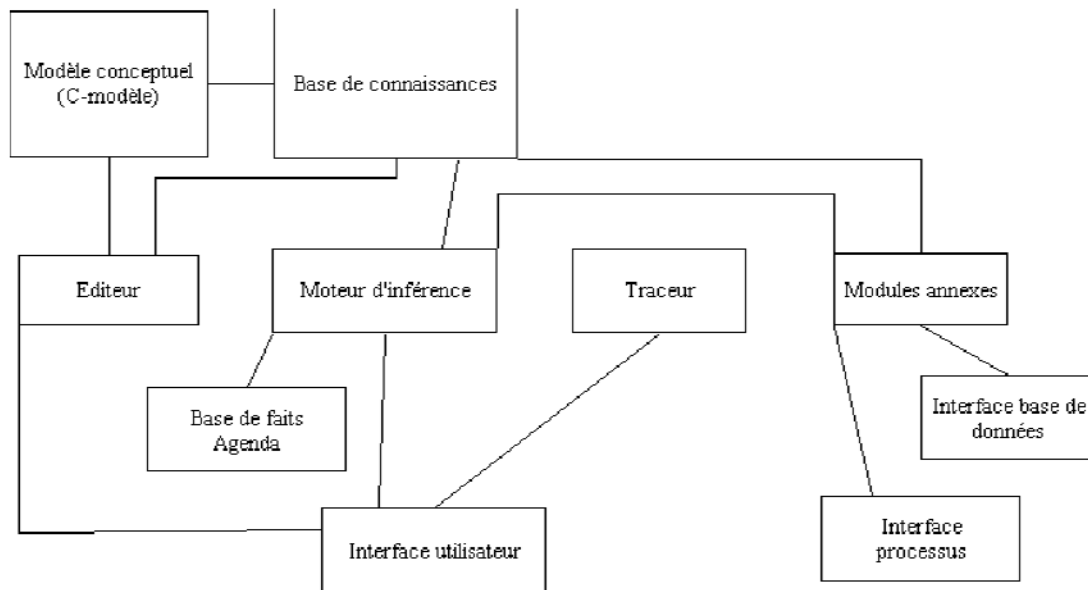 Modèle conceptuel
(C-modèle)
Base de connaissances
Editeur
Moteur d'inférence
Traceur
Modules annexes
Base de faits
Agenda
Interface base de
données
Interface utilisateur
Interface
processus